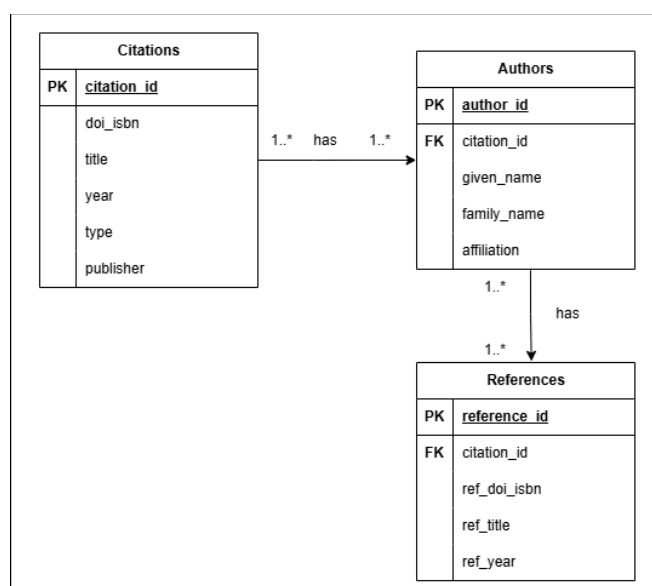 Citations
PK citation_id
doi_isbn
title
year
type
publisher
1..* has 1..*
Authors
PK author_id
FK citation_id
given_name
family_name
affiliation
1..*
has
1..*
References
PK reference_id
FK citation_id
ref_doi_isbn
ref_title
ref_year